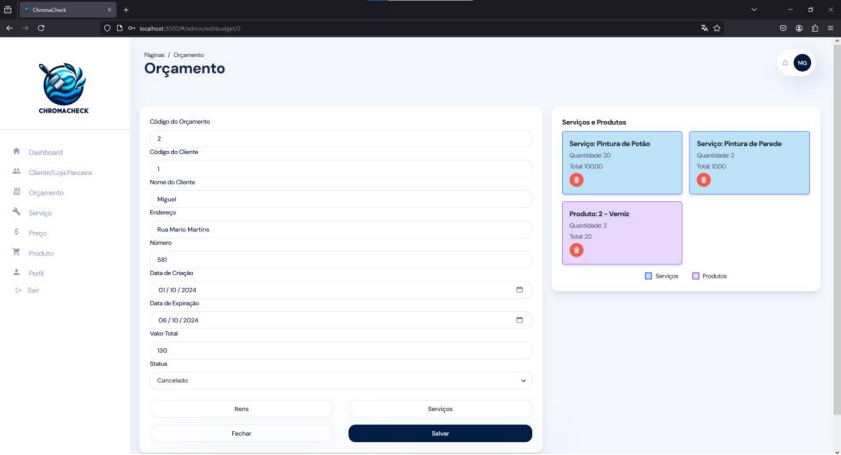 ChromaCheck
localhost:3000/#/admin/editbudget/2
CHROMACHECK
Dashboard
Cliente/Loja Parceira
Orçamento
Serviço
Preço
Produto
Perfil
Sair
Páginas / Orçamento
Orçamento
MG
Código do Orçamento
2
Código do Cliente
1
Nome do Cliente
Miguel
Endereço
Rua Mario Martins
Número
581
Data de Criação
01 / 10 / 2024
Data de Expiração
06 / 10 / 2024
Valor Total
130
Status
Cancelado
Itens
Serviços
Fechar
Salvar
Serviços e Produtos
Serviço: Pintura de Potão
Quantidade: 20
Total: 100.00
Serviço: Pintura de Parede
Quantidade: 2
Total: 10.00
Produto: 2 - Verniz
Quantidade: 2
Total: 20
Serviços
Produtos